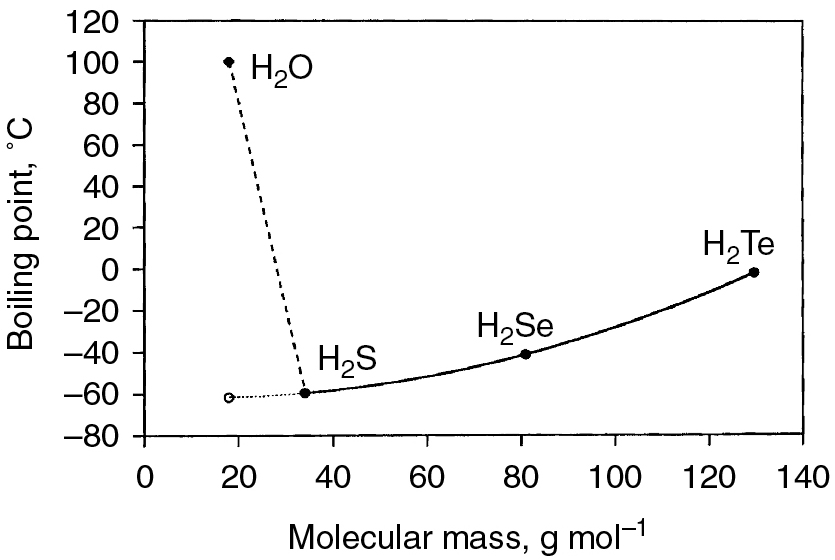 120
100
80
60
40
20
0
−20
−40
−60
−80
Boiling point, °C
H₂O
H₂Te
H₂Se
H₂S
0 20 40 60 80 100 120 140
Molecular mass, g mol⁻¹